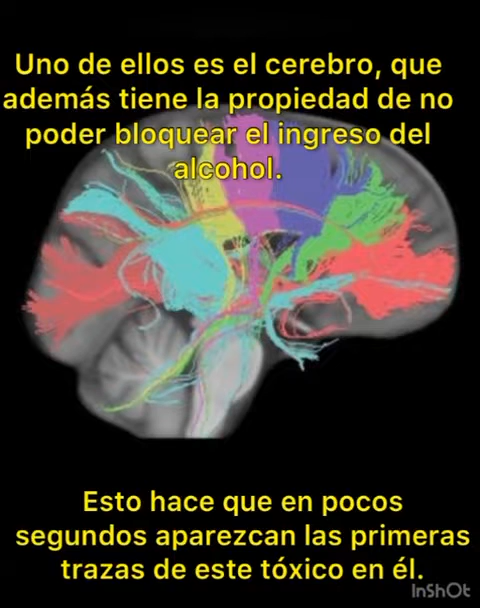 Uno de ellos es el cerebro, que
además tiene la propiedad de no
poder bloquear el ingreso del
alcohol.
Esto hace que en pocos
segundos aparezcan las primeras
trazas de este tóxico en él.
InShOt